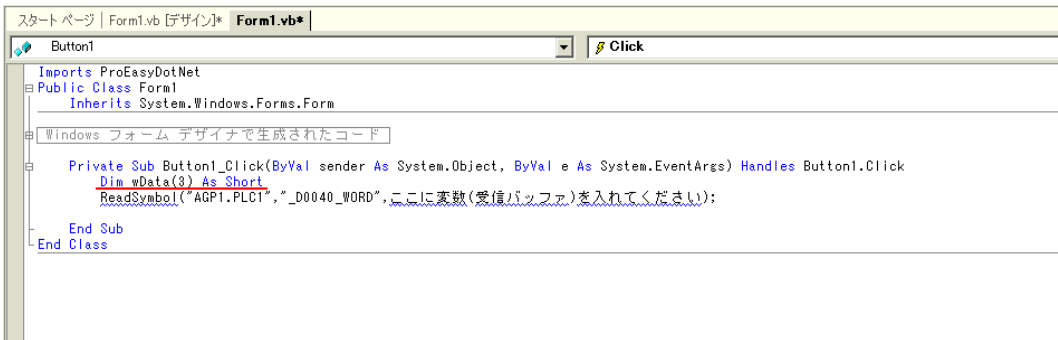 スタート ページ | Form1.vb [デザイン]* Form1.vb*
Button1 Click
Imports ProEasyDotNet
Public Class Form1
Inherits System.Windows.Forms.Form
Windows フォーム デザイナで生成されたコード
Private Sub Button1_Click(ByVal sender As System.Object, ByVal e As System.EventArgs) Handles Button1.Click
Dim wData(3) As Short
ReadSymbol("AGP1.PLC1","_D0040_WORD",ここに変数(受信バッファ)を入れてください);
End Sub
End Class